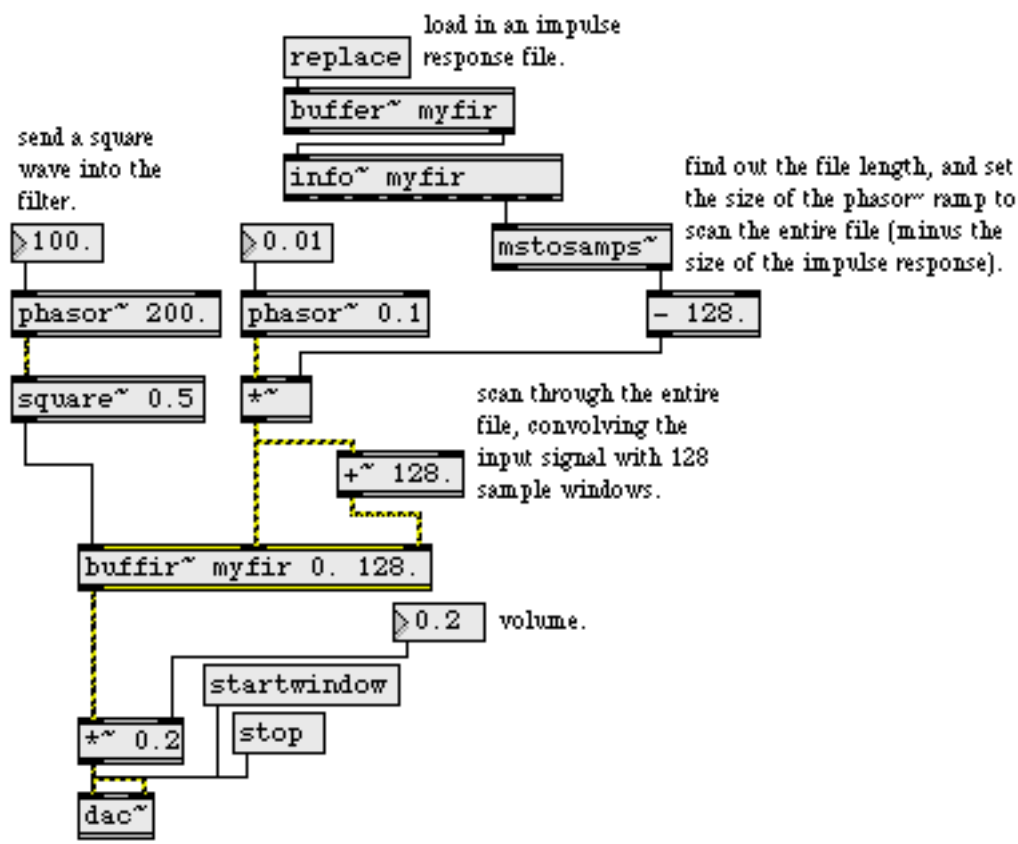 load in an impulse
response file.
replace
buffer~ myfir
info~ myfir
send a square
wave into the
filter.
find out the file length, and set
the size of the phasor~ ramp to
scan the entire file (minus the
size of the impulse response).
100.
0.01
mstosamps~
phasor~ 200.
phasor~ 0.1
- 128.
square~ 0.5
*~
scan through the entire
file, convolving the
input signal with 128
sample windows.
+~ 128.
buffir~ myfir 0. 128.
0.2
volume.
startwindow
stop
*~ 0.2
dac~